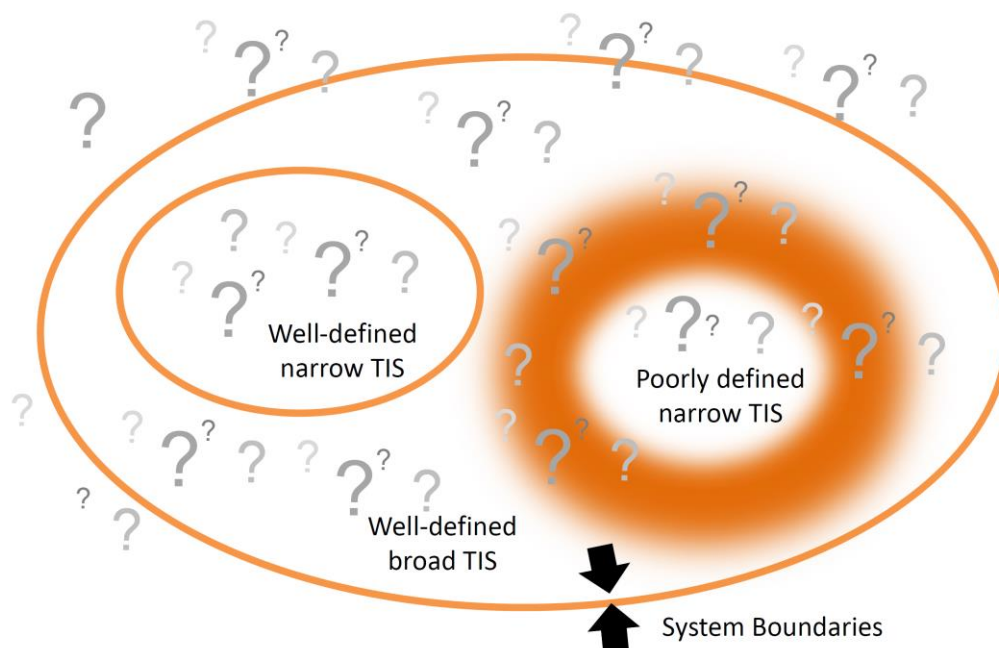 Well-defined
narrow TIS
Poorly defined
narrow TIS
Well-defined
broad TIS
System Boundaries